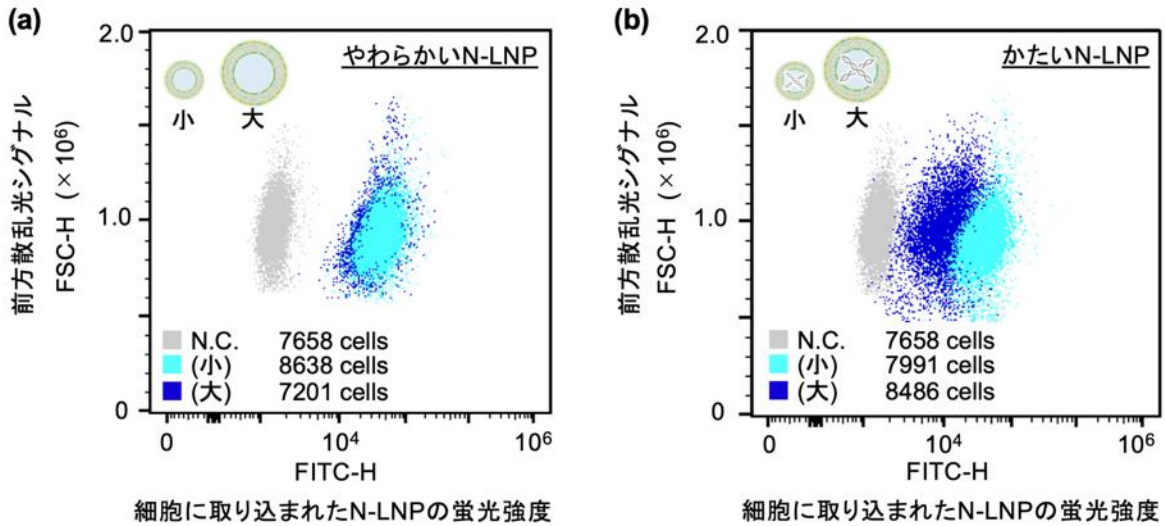 (a)
前方散乱光シグナル
FSC-H (×10⁶)
2.0
1.0
0
やわらかいN-LNP
小 大
N.C. 7658 cells
(小) 8638 cells
(大) 7201 cells
0 10⁴ 10⁶
FITC-H
細胞に取り込まれたN-LNPの蛍光強度
(b)
前方散乱光シグナル
FSC-H (×10⁶)
2.0
1.0
0
かたいN-LNP
小 大
N.C. 7658 cells
(小) 7991 cells
(大) 8486 cells
0 10⁴ 10⁶
FITC-H
細胞に取り込まれたN-LNPの蛍光強度